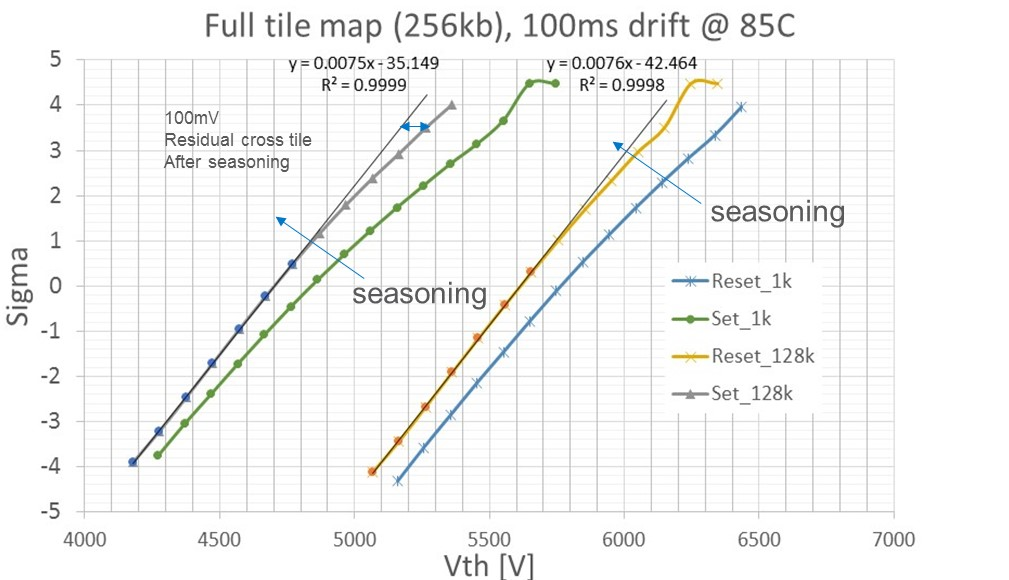 Full tile map (256kb), 100ms drift @ 85C
y = 0.0075x - 35.149
R² = 0.9999
y = 0.0076x - 42.464
R² = 0.9998
100mV
Residual cross tile
After seasoning
seasoning
seasoning
Reset_1k
Set_1k
Reset_128k
Set_128k
Sigma
5
4
3
2
1
0
-1
-2
-3
-4
-5
4000 4500 5000 5500 6000 6500 7000
Vth [V]